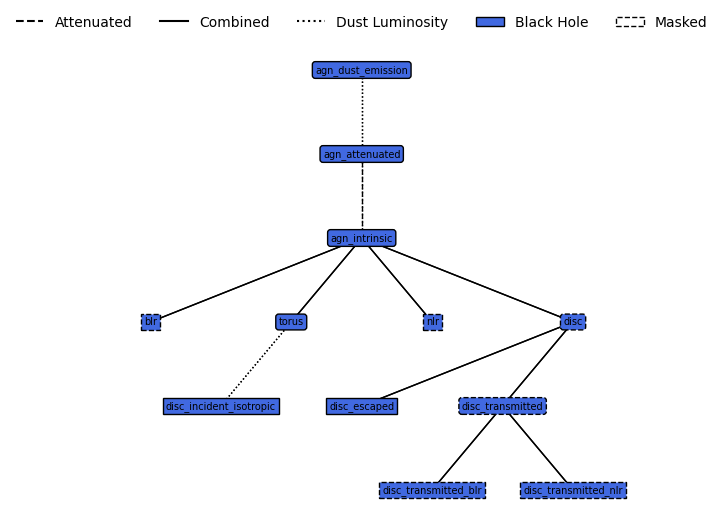 Attenuated Combined Dust Luminosity Black Hole Masked
agn_dust_emission
agn_attenuated
agn_intrinsic
blr torus nlr disc
disc_incident_isotropic disc_escaped disc_transmitted
disc_transmitted_blr disc_transmitted_nlr